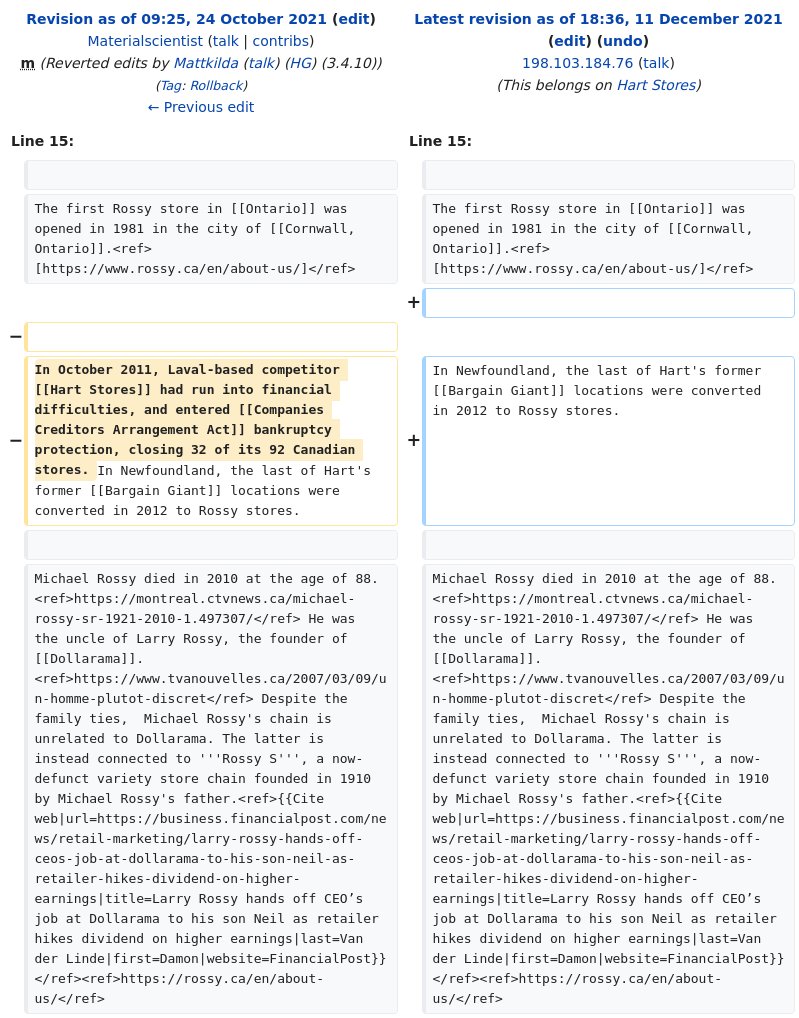 Revision as of 09:25, 24 October 2021 (edit)
Materialscientist (talk | contribs)
m (Reverted edits by Mattkilda (talk) (HG) (3.4.10))
(Tag: Rollback)
← Previous edit
Latest revision as of 18:36, 11 December 2021
(edit) (undo)
198.103.184.76 (talk)
(This belongs on Hart Stores)
Line 15:
Line 15:
The first Rossy store in [[Ontario]] was
opened in 1981 in the city of [[Cornwall,
Ontario]].<ref>
[https://www.rossy.ca/en/about-us/]</ref>
The first Rossy store in [[Ontario]] was
opened in 1981 in the city of [[Cornwall,
Ontario]].<ref>
[https://www.rossy.ca/en/about-us/]</ref>
+
−
−
In October 2011, Laval-based competitor
[[Hart Stores]] had run into financial
difficulties, and entered [[Companies
Creditors Arrangement Act]] bankruptcy
protection, closing 32 of its 92 Canadian
stores. In Newfoundland, the last of Hart's
former [[Bargain Giant]] locations were
converted in 2012 to Rossy stores.
+
In Newfoundland, the last of Hart's former
[[Bargain Giant]] locations were converted
in 2012 to Rossy stores.
Michael Rossy died in 2010 at the age of 88.
<ref>https://montreal.ctvnews.ca/michael-
rossy-sr-1921-2010-1.497307/</ref> He was
the uncle of Larry Rossy, the founder of
[[Dollarama]].
<ref>https://www.tvanouvelles.ca/2007/03/09/u
n-homme-plutot-discret</ref> Despite the
family ties,  Michael Rossy's chain is
unrelated to Dollarama. The latter is
instead connected to '''Rossy S''', a now-
defunct variety store chain founded in 1910
by Michael Rossy's father.<ref>{{Cite
web|url=https://business.financialpost.com/ne
ws/retail-marketing/larry-rossy-hands-off-
ceos-job-at-dollarama-to-his-son-neil-as-
retailer-hikes-dividend-on-higher-
earnings|title=Larry Rossy hands off CEO’s
job at Dollarama to his son Neil as retailer
hikes dividend on higher earnings|last=Van
der Linde|first=Damon|website=FinancialPost}}
</ref><ref>https://rossy.ca/en/about-
us/</ref>
Michael Rossy died in 2010 at the age of 88.
<ref>https://montreal.ctvnews.ca/michael-
rossy-sr-1921-2010-1.497307/</ref> He was
the uncle of Larry Rossy, the founder of
[[Dollarama]].
<ref>https://www.tvanouvelles.ca/2007/03/09/u
n-homme-plutot-discret</ref> Despite the
family ties,  Michael Rossy's chain is
unrelated to Dollarama. The latter is
instead connected to '''Rossy S''', a now-
defunct variety store chain founded in 1910
by Michael Rossy's father.<ref>{{Cite
web|url=https://business.financialpost.com/ne
ws/retail-marketing/larry-rossy-hands-off-
ceos-job-at-dollarama-to-his-son-neil-as-
retailer-hikes-dividend-on-higher-
earnings|title=Larry Rossy hands off CEO’s
job at Dollarama to his son Neil as retailer
hikes dividend on higher earnings|last=Van
der Linde|first=Damon|website=FinancialPost}}
</ref><ref>https://rossy.ca/en/about-
us/</ref>